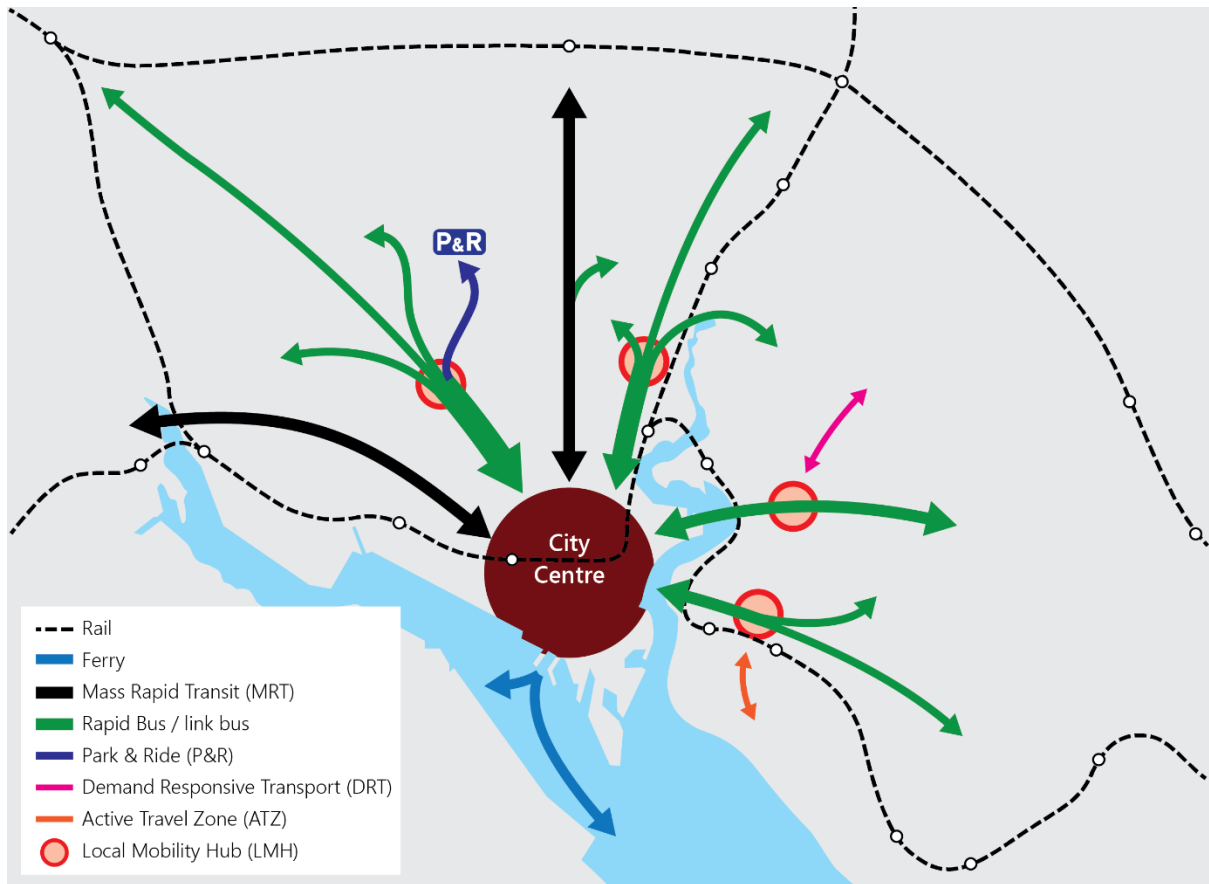 P&R
City
Centre
Rail
Ferry
Mass Rapid Transit (MRT)
Rapid Bus / link bus
Park & Ride (P&R)
Demand Responsive Transport (DRT)
Active Travel Zone (ATZ)
Local Mobility Hub (LMH)